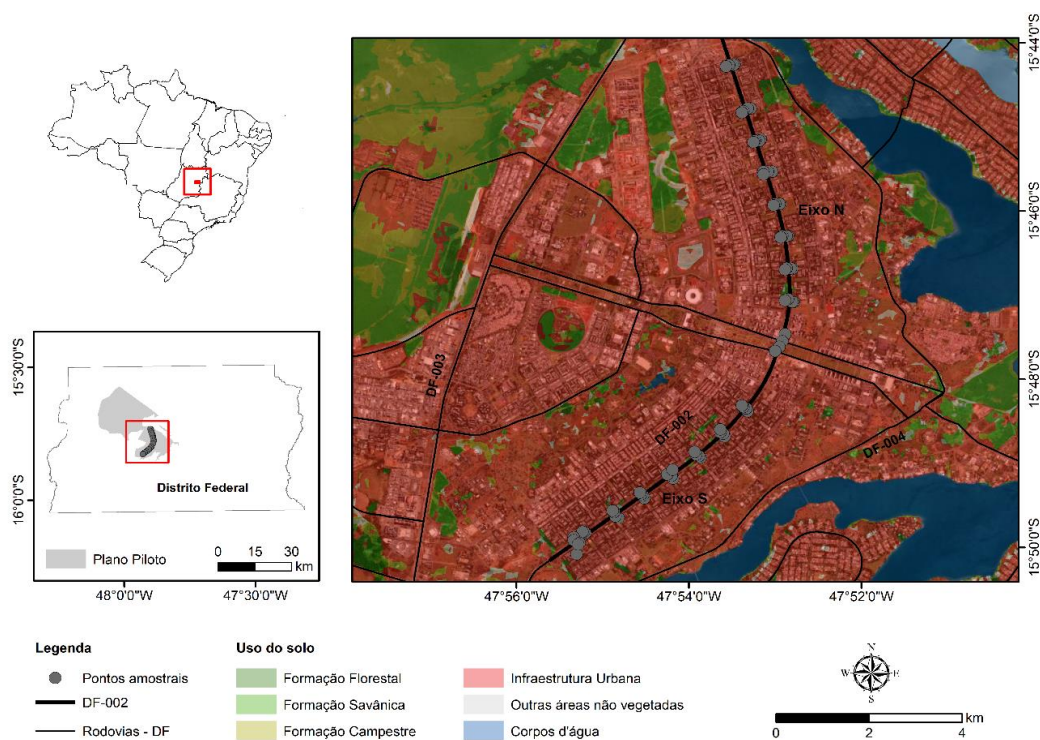 15°44'0"S
15°46'0"S
15°48'0"S
15°50'0"S
47°56'0"W
47°54'0"W
47°52'0"W
Eixo N
DF-003
DF-002
DF-004
Eixo S
15°30'0"S
16°0'0"S
Distrito Federal
Plano Piloto
0 15 30
km
48°0'0"W
47°30'0"W
Legenda
Pontos amostrais
DF-002
Rodovias - DF
Uso do solo
Formação Florestal
Formação Savânica
Formação Campestre
Infraestrutura Urbana
Outras áreas não vegetadas
Corpos d'água
N
W
E
S
km
0 2 4